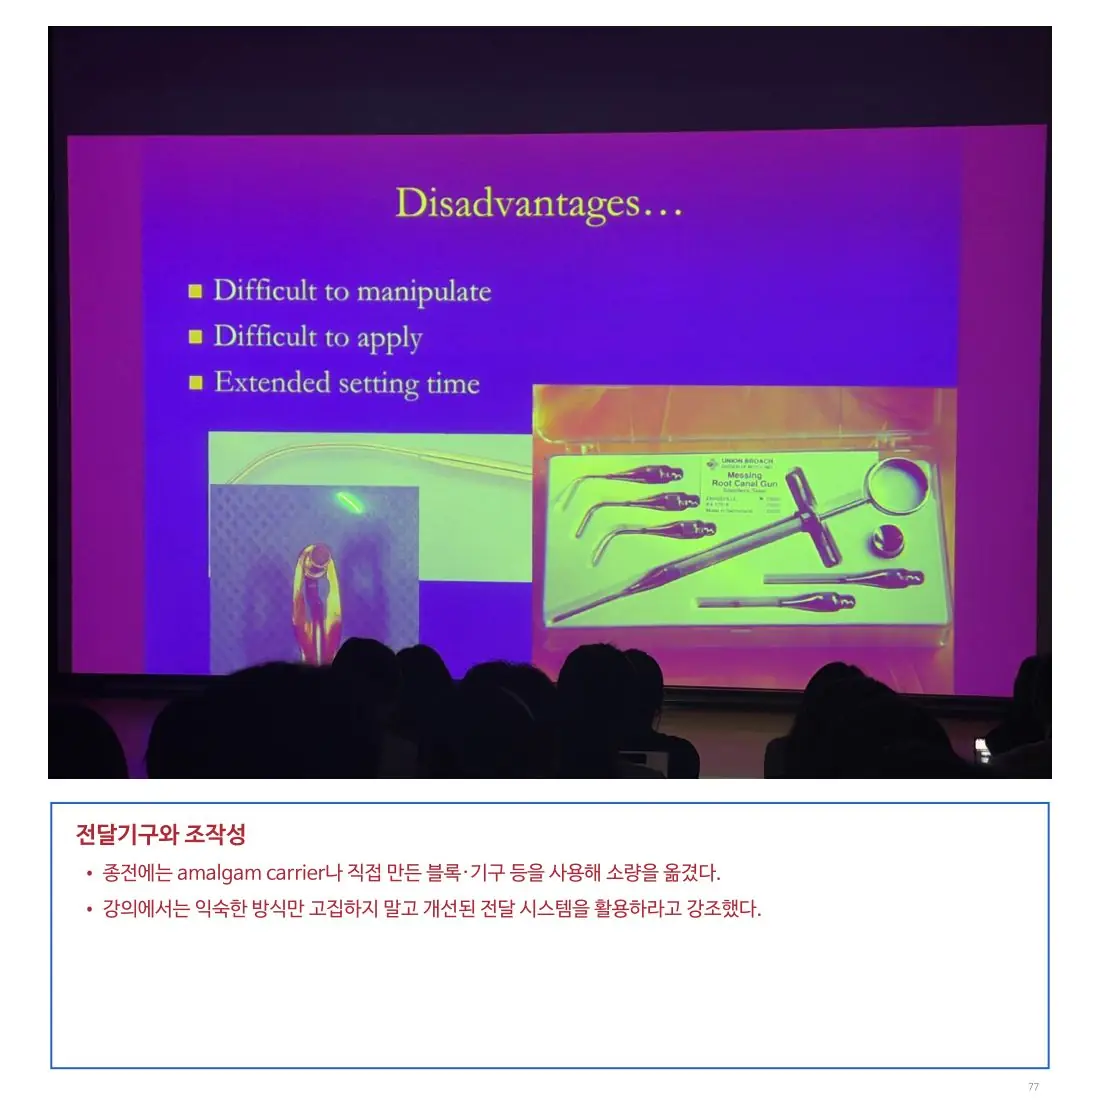 Disadvantages…
■ Difficult to manipulate
■ Difficult to apply
■ Extended setting time
UNION BROACH
Messing
Root Canal Gun
전달기구와 조작성
• 종전에는 amalgam carrier나 직접 만든 블록·기구 등을 사용해 소량을 옮겼다.
• 강의에서는 익숙한 방식만 고집하지 말고 개선된 전달 시스템을 활용하라고 강조했다.
77